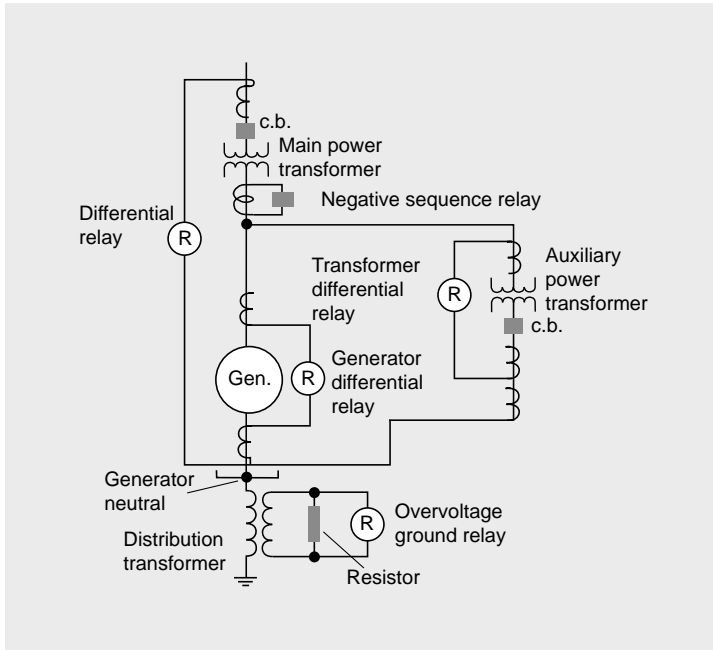 c.b.
Main power
transformer
Negative sequence relay
Differential
relay
R
Transformer
differential
relay
R
Auxiliary
power
transformer
c.b.
Gen.
R
Generator
differential
relay
Generator
neutral
Distribution
transformer
R
Overvoltage
ground relay
Resistor